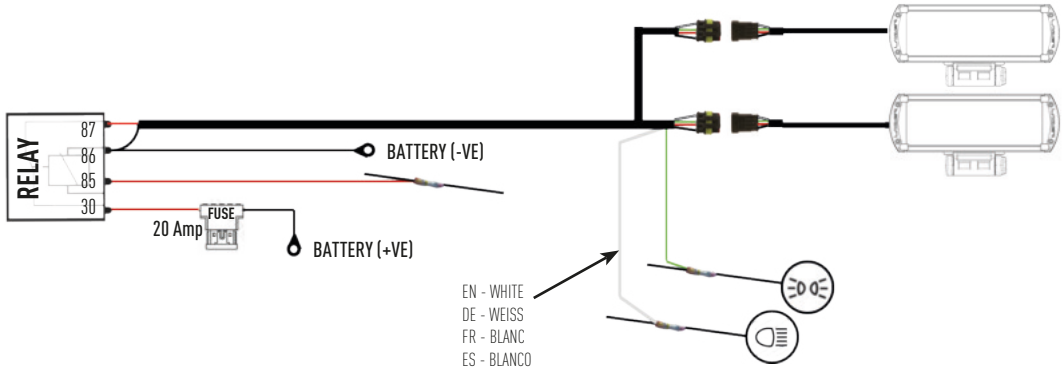 RELAY
87
86
85
30
BATTERY (-VE)
FUSE
20 Amp
BATTERY (+VE)
EN - WHITE
DE - WEISS
FR - BLANC
ES - BLANCO